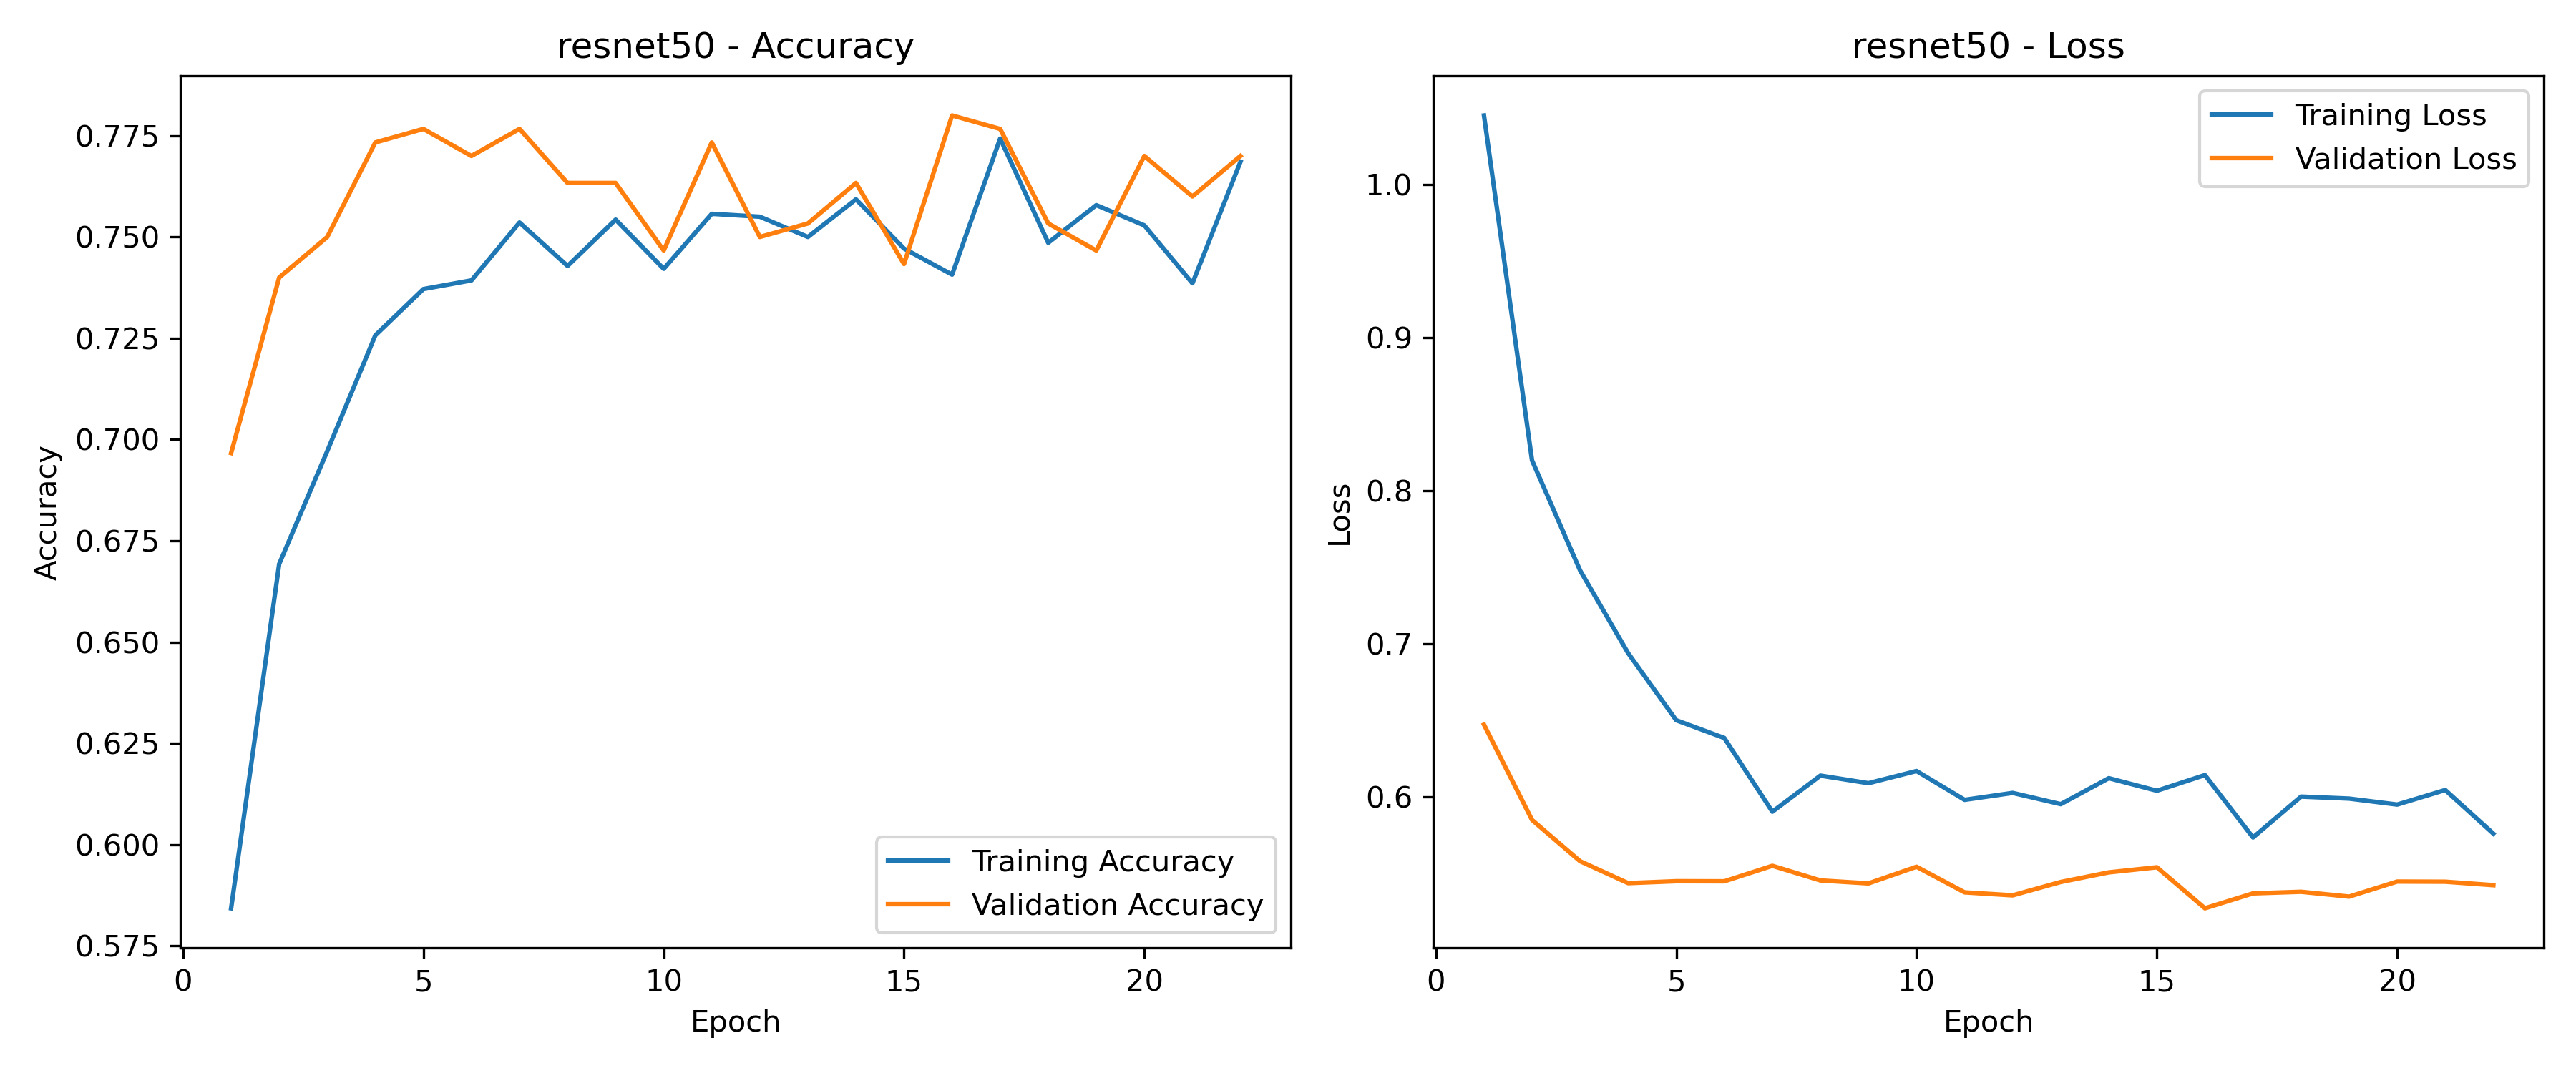 resnet50 - Accuracy
0.775
0.750
0.725
0.700
0.675
0.650
0.625
0.600
0.575
Accuracy
0
5
10
15
20
Epoch
Training Accuracy
Validation Accuracy
resnet50 - Loss
1.0
0.9
0.8
0.7
0.6
Loss
0
5
10
15
20
Epoch
Training Loss
Validation Loss